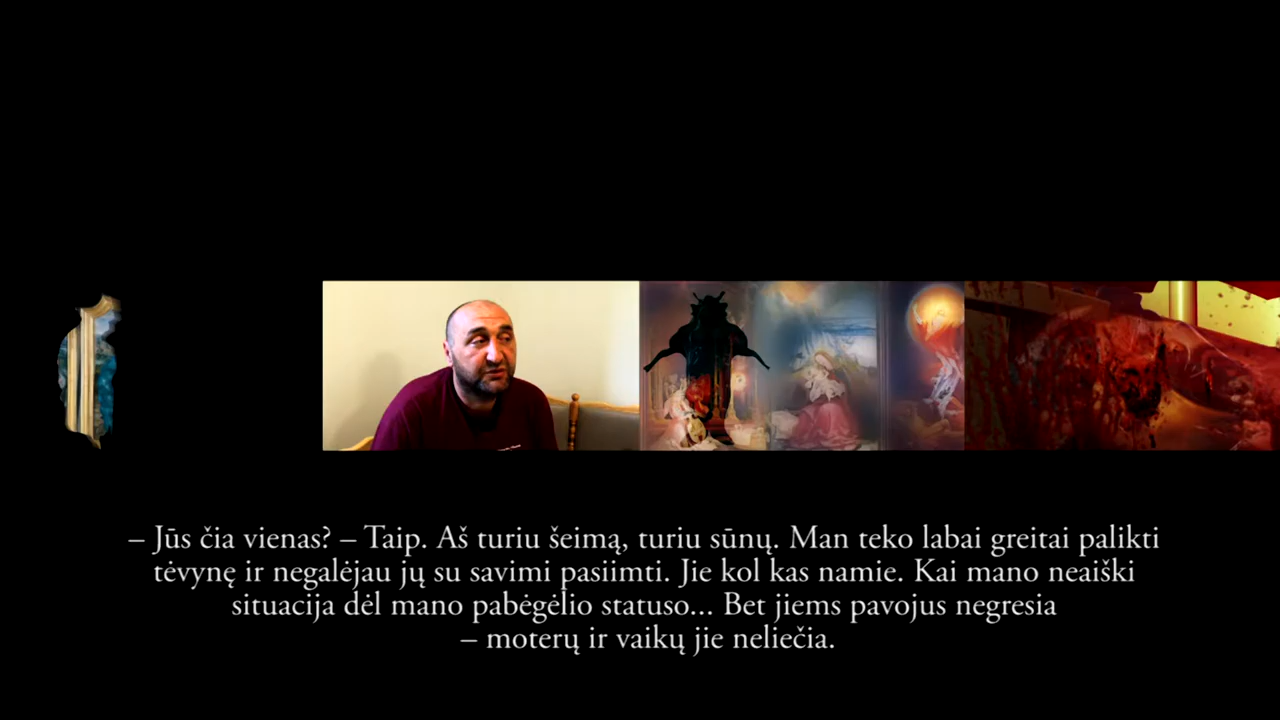 – Jūs čia vienas? – Taip. Aš turiu šeimą, turiu sūnų. Man teko labai greitai palikti
tėvynę ir negalėjau jų su savimi pasiimti. Jie kol kas namie. Kai mano neaiški
situacija dėl mano pabėgėlio statuso... Bet jiems pavojus negresia
– moterų ir vaikų jie neliečia.